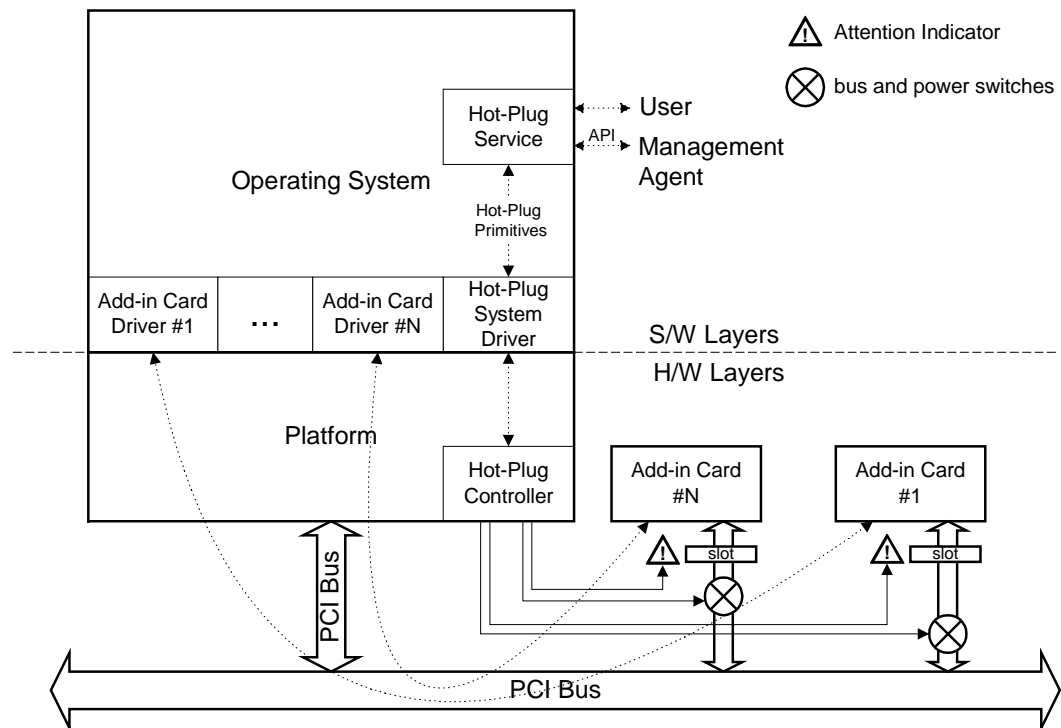 Attention Indicator
bus and power switches
Hot-Plug
Service
User
API
Management
Agent
Operating System
Hot-Plug
Primitives
Add-in Card
Driver #1
...
Add-in Card
Driver #N
Hot-Plug
System
Driver
S/W Layers
H/W Layers
Platform
Hot-Plug
Controller
Add-in Card
#N
Add-in Card
#1
!
slot
!
slot
!
PCI Bus
PCI Bus